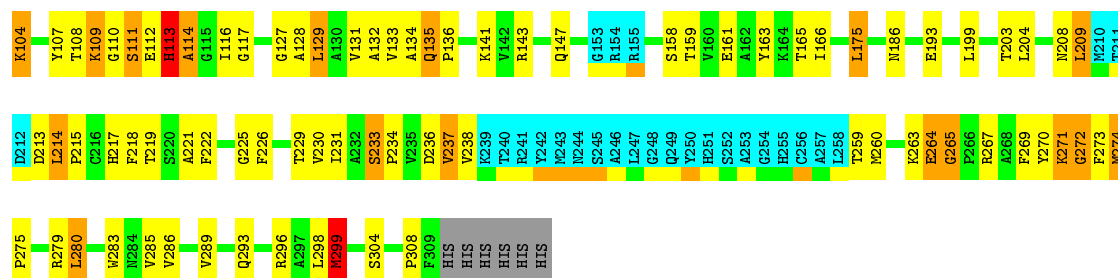 K104 Y107 T108 K109 G110 S111 E112 H113 A114 G115 I116 G117 G127 A128 L129 A130 V131 A132 V133 A134 Q135 P136 K141 V142 R143 Q147 G153 R154 R155 S158 T159 V160 E161 A162 Y163 K164 T165 I166 L175 N186 E193 L199 T203 L204 N208 L209 M210 T211
D212 D213 L214 P215 C216 H217 F218 T219 S220 A221 F222 G225 F226 T229 V230 I231 A232 S233 P234 V235 D236 V237 V238 K239 T240 R241 Y242 M243 N244 S245 A246 L247 G248 Q249 Y250 H251 S252 A253 G254 H255 C256 A257 L258 T259 M260 K263 E264 G265 P266 R267 A268 F269 Y270 K271 G272 F273 M274
P275 R279 L280 W283 N284 V285 V286 V289 Q293 R296 A297 L298 M299 S304 P308 F309 HIS HIS HIS HIS HIS HIS